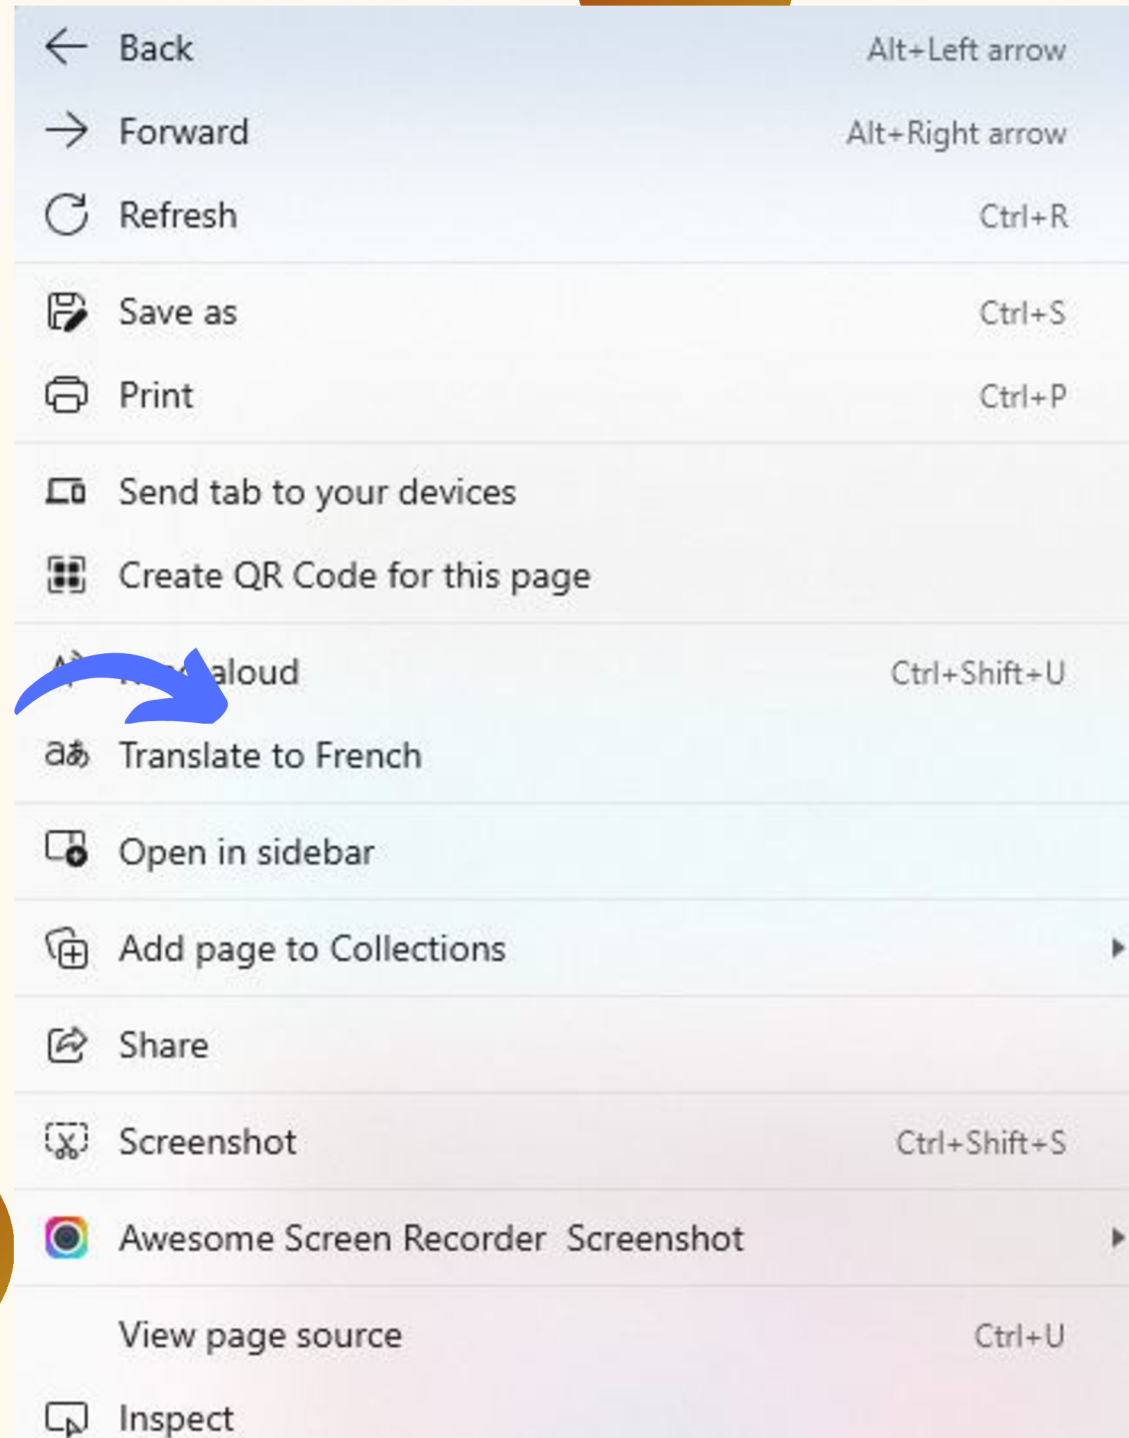 Back Alt+Left arrow
Forward Alt+Right arrow
Refresh Ctrl+R
Save as Ctrl+S
Print Ctrl+P
Send tab to your devices
Create QR Code for this page
aloud Ctrl+Shift+U
aあ Translate to French
Open in sidebar
Add page to Collections
Share
Screenshot Ctrl+Shift+S
Awesome Screen Recorder Screenshot
View page source Ctrl+U
Inspect